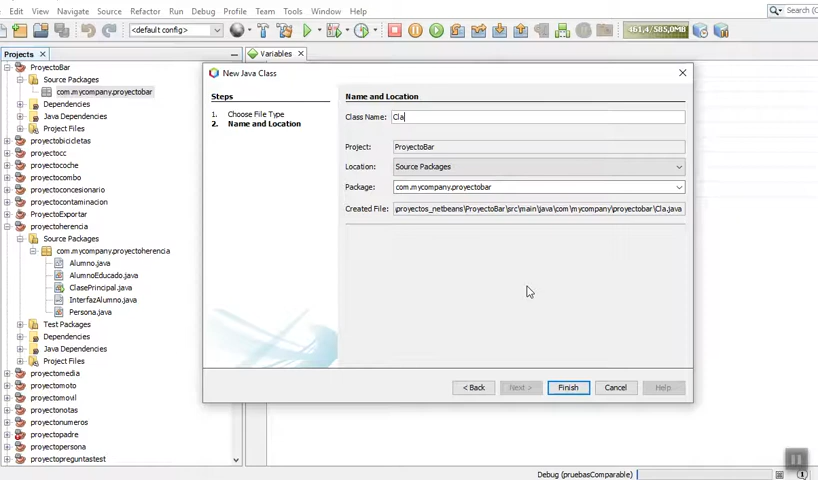 Edit View Navigate Source Refactor Run Debug Profile Team Tools Window Help
Search (C
<default config>
461,4/585,0MB
Projects
Variables
ProyectoBar
Source Packages
com.mycompany.proyectobar
Dependencies
Java Dependencies
Project Files
proyectobicicletas
proyectocc
proyectocoche
proyectocombo
proyectoconcesionario
proyectocontaminacion
ProyectoExportar
proyectoherencia
Source Packages
com.mycompany.proyectoherencia
Alumno.java
AlumnoEducado.java
ClasePrincipal.java
InterfazAlumno.java
Persona.java
Test Packages
Dependencies
Java Dependencies
Project Files
proyectomedia
proyectomoto
proyectomovil
proyectonotas
proyectonumeros
proyectopadre
proyectopersona
proyectopreguntastest
New Java Class
Steps
1. Choose File Type
2. Name and Location
Name and Location
Class Name: Cla
Project: ProyectoBar
Location: Source Packages
Package: com.mycompany.proyectobar
Created File: \proyectos_netbeans\ProyectoBar\src\main\java\com\mycompany\proyectobar\Cla.java
< Back
Next >
Finish
Cancel
Help
Debug (pruebasComparable)